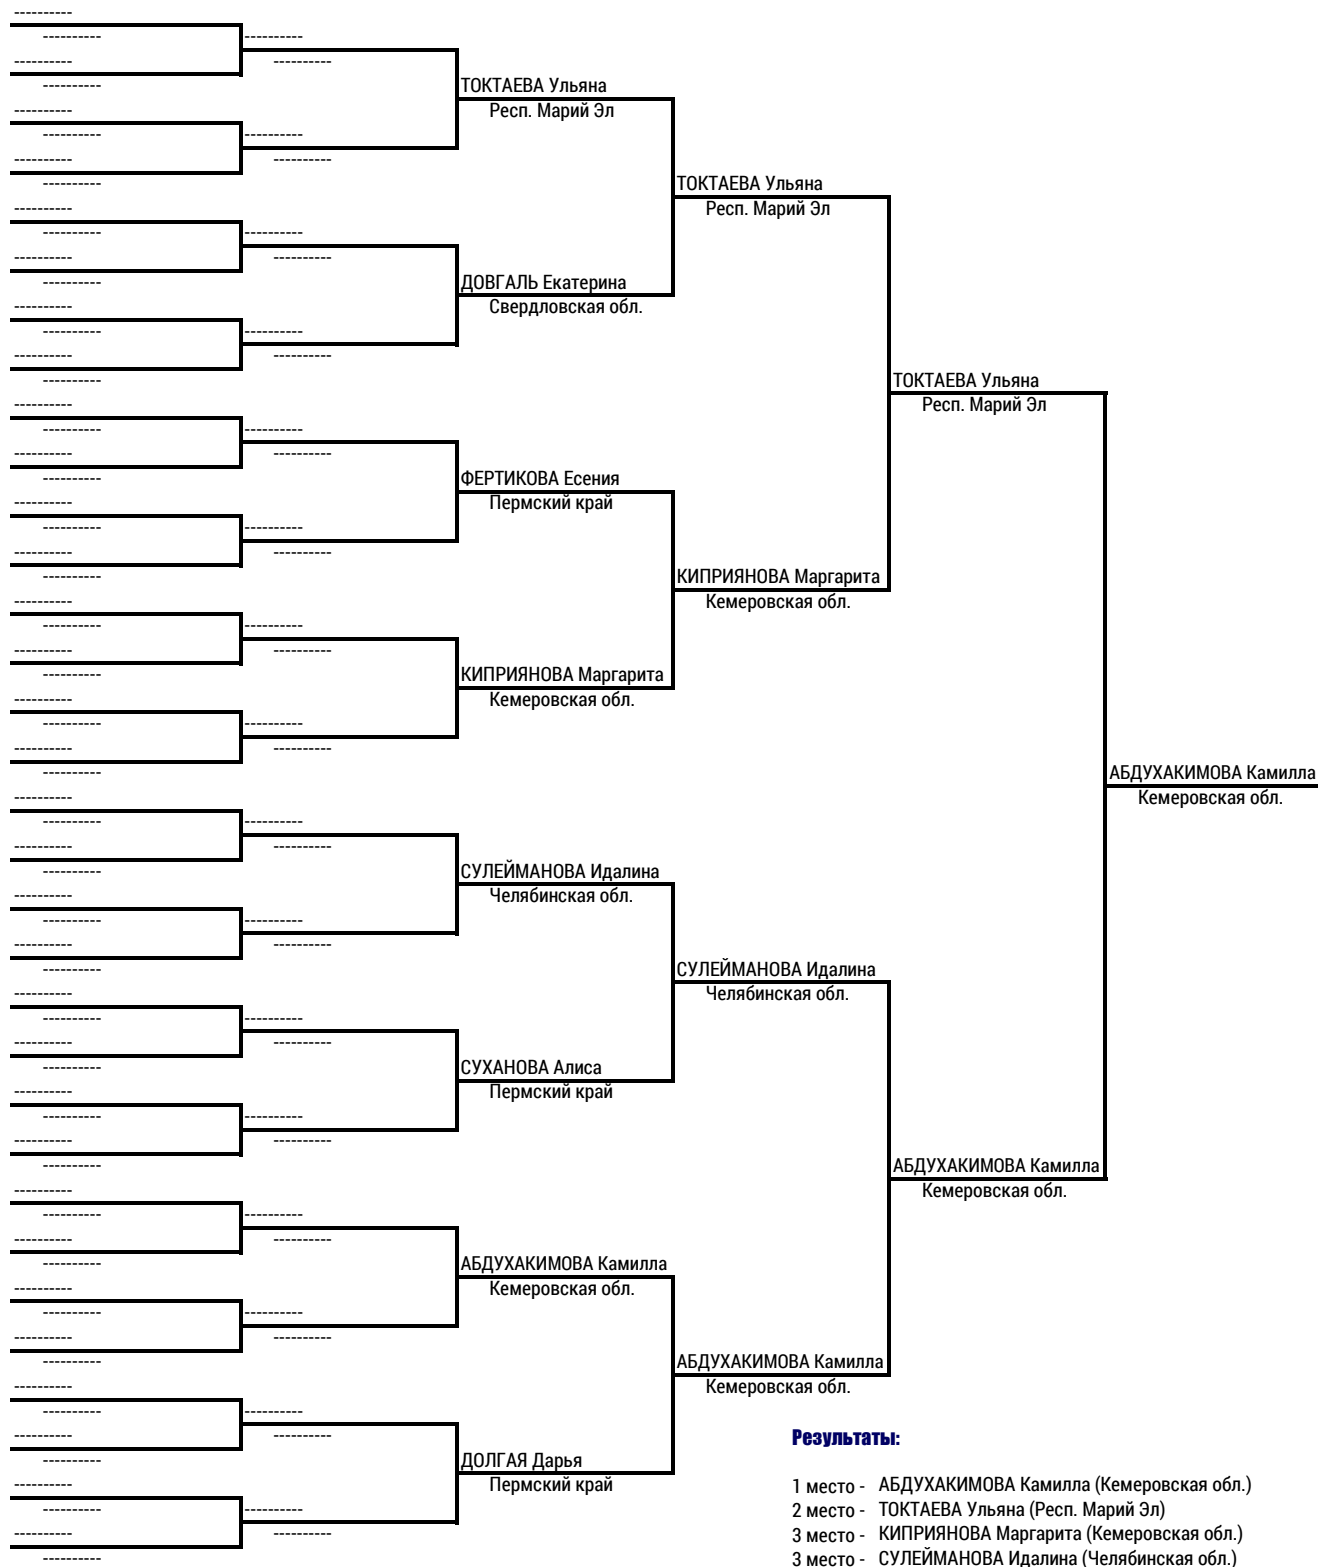 ТОКТАЕВА Ульяна
Респ. Марий Эл
ТОКТАЕВА Ульяна
Респ. Марий Эл
ДОВГАЛЬ Екатерина
Свердловская обл.
ТОКТАЕВА Ульяна
Респ. Марий Эл
ФЕРТИКОВА Есения
Пермский край
КИПРИЯНОВА Маргарита
Кемеровская обл.
КИПРИЯНОВА Маргарита
Кемеровская обл.
АБДУХАКИМОВА Камилла
Кемеровская обл.
СУЛЕЙМАНОВА Идалина
Челябинская обл.
СУЛЕЙМАНОВА Идалина
Челябинская обл.
СУХАНОВА Алиса
Пермский край
АБДУХАКИМОВА Камилла
Кемеровская обл.
АБДУХАКИМОВА Камилла
Кемеровская обл.
АБДУХАКИМОВА Камилла
Кемеровская обл.
ДОЛГАЯ Дарья
Пермский край
Результаты:
1 место - АБДУХАКИМОВА Камилла (Кемеровская обл.)
2 место - ТОКТАЕВА Ульяна (Респ. Марий Эл)
3 место - КИПРИЯНОВА Маргарита (Кемеровская обл.)
3 место - СУЛЕЙМАНОВА Идалина (Челябинская обл.)